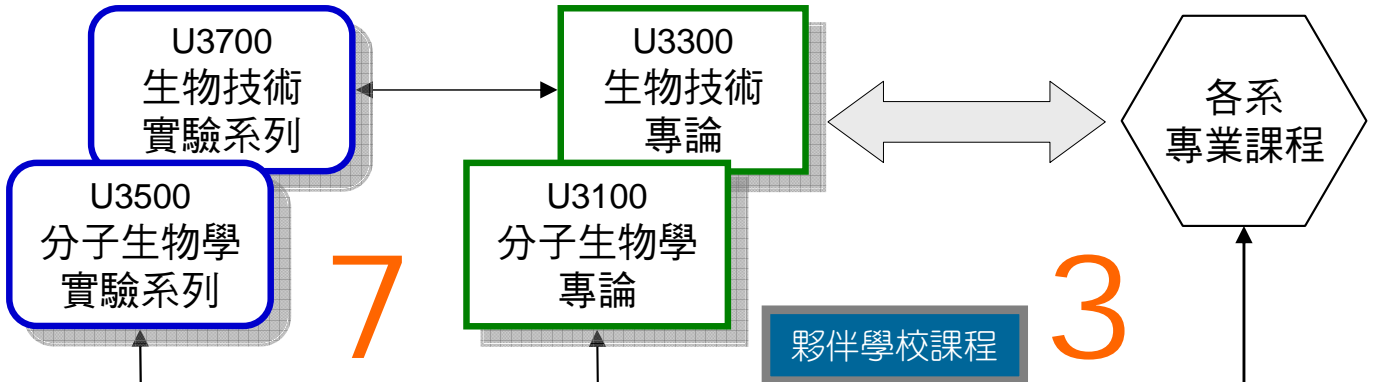 U3700
生物技術
實驗系列
U3300
生物技術
專論
各系
專業課程
U3500
分子生物學
實驗系列
U3100
分子生物學
專論
7
3
夥伴學校課程